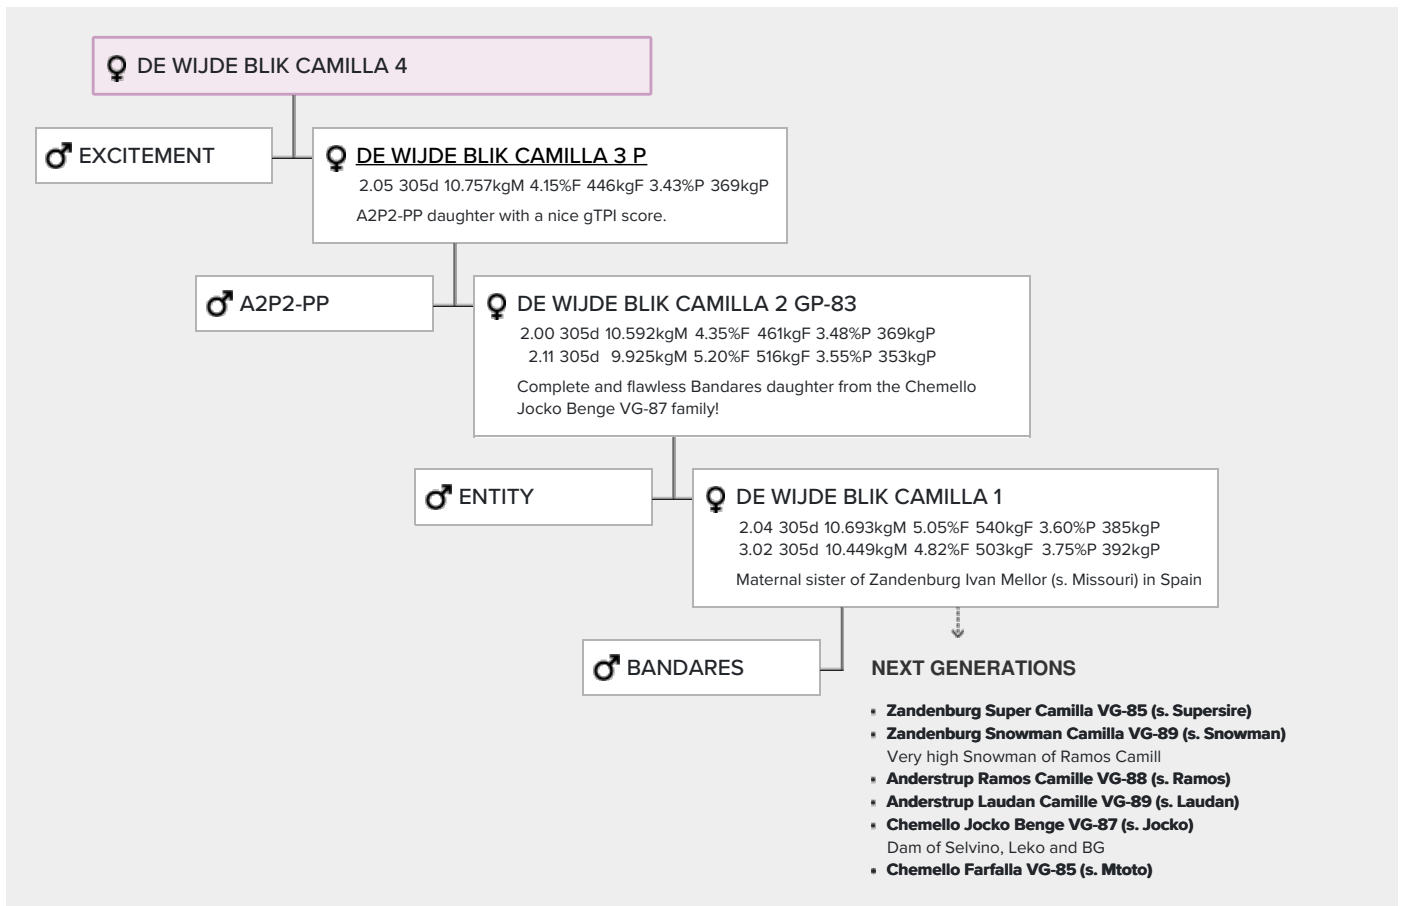 DE WIJDE BLIK CAMILLA 4
EXCITEMENT
DE WIJDE BLIK CAMILLA 3 P
2.05 305d 10.757kgM 4.15%F 446kgF 3.43%P 369kgP
A2P2-PP daughter with a nice gTPI score.
A2P2-PP
DE WIJDE BLIK CAMILLA 2 GP-83
2.00 305d 10.592kgM 4.35%F 461kgF 3.48%P 369kgP
2.11 305d 9.925kgM 5.20%F 516kgF 3.55%P 353kgP
Complete and flawless Bandares daughter from the Chemello
Jocko Benge VG-87 family!
ENTITY
DE WIJDE BLIK CAMILLA 1
2.04 305d 10.693kgM 5.05%F 540kgF 3.60%P 385kgP
3.02 305d 10.449kgM 4.82%F 503kgF 3.75%P 392kgP
Maternal sister of Zandenburg Ivan Mellor (s. Missouri) in Spain
BANDARES
NEXT GENERATIONS
Zandenburg Super Camilla VG-85 (s. Supersire)
Zandenburg Snowman Camilla VG-89 (s. Snowman)
Very high Snowman of Ramos Camill
Anderstrup Ramos Camille VG-88 (s. Ramos)
Anderstrup Laudan Camille VG-89 (s. Laudan)
Chemello Jocko Benge VG-87 (s. Jocko)
Dam of Selvino, Leko and BG
Chemello Farfalla VG-85 (s. Mtoto)